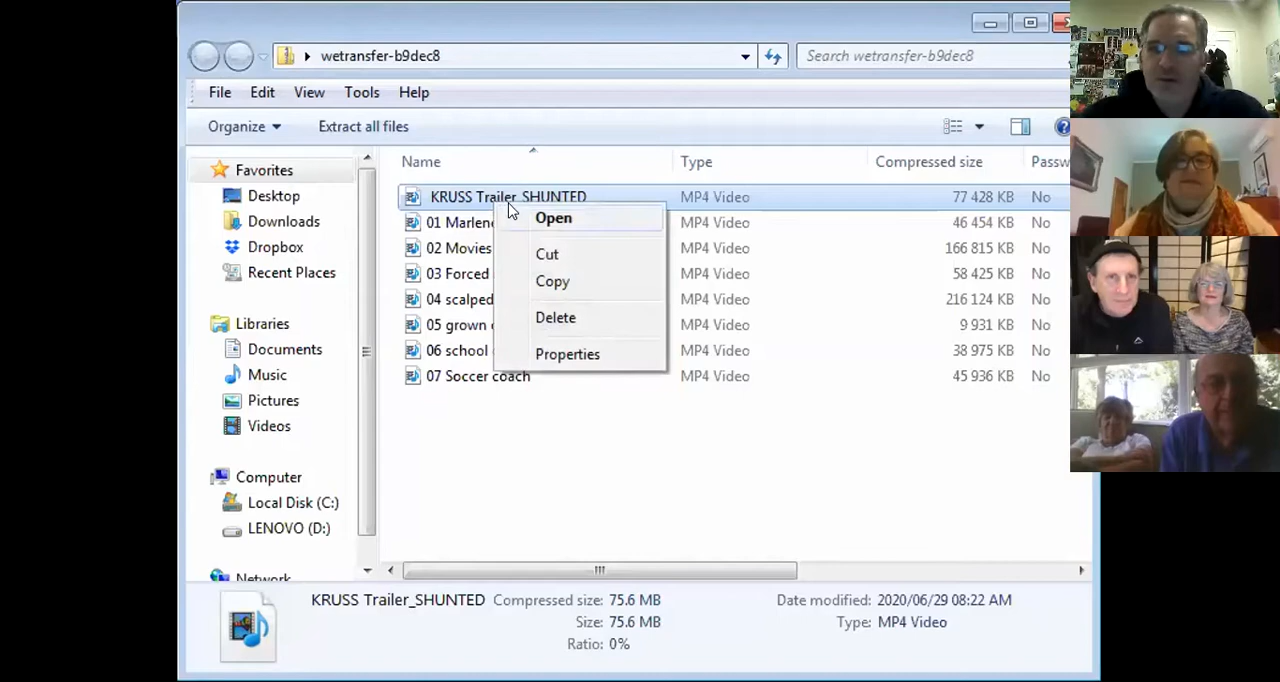 wetransfer-b9dec8
Search wetransfer-b9dec8
File Edit View Tools Help
Organize Extract all files
Name Type Compressed size Passw
Favorites
Desktop
Downloads
Dropbox
Recent Places
Libraries
Documents
Music
Pictures
Videos
Computer
Local Disk (C:)
LENOVO (D:)
Network
KRUSS Trailer_SHUNTED MP4 Video 77 428 KB No
01 Marlene MP4 Video 46 454 KB No
02 Movies MP4 Video 166 815 KB No
03 Forced MP4 Video 58 425 KB No
04 scalped MP4 Video 216 124 KB No
05 grown MP4 Video 9 931 KB No
06 school MP4 Video 38 975 KB No
07 Soccer coach MP4 Video 45 936 KB No
Open
Cut
Copy
Delete
Properties
KRUSS Trailer_SHUNTED Compressed size: 75.6 MB Date modified: 2020/06/29 08:22 AM
Size: 75.6 MB Type: MP4 Video
Ratio: 0%